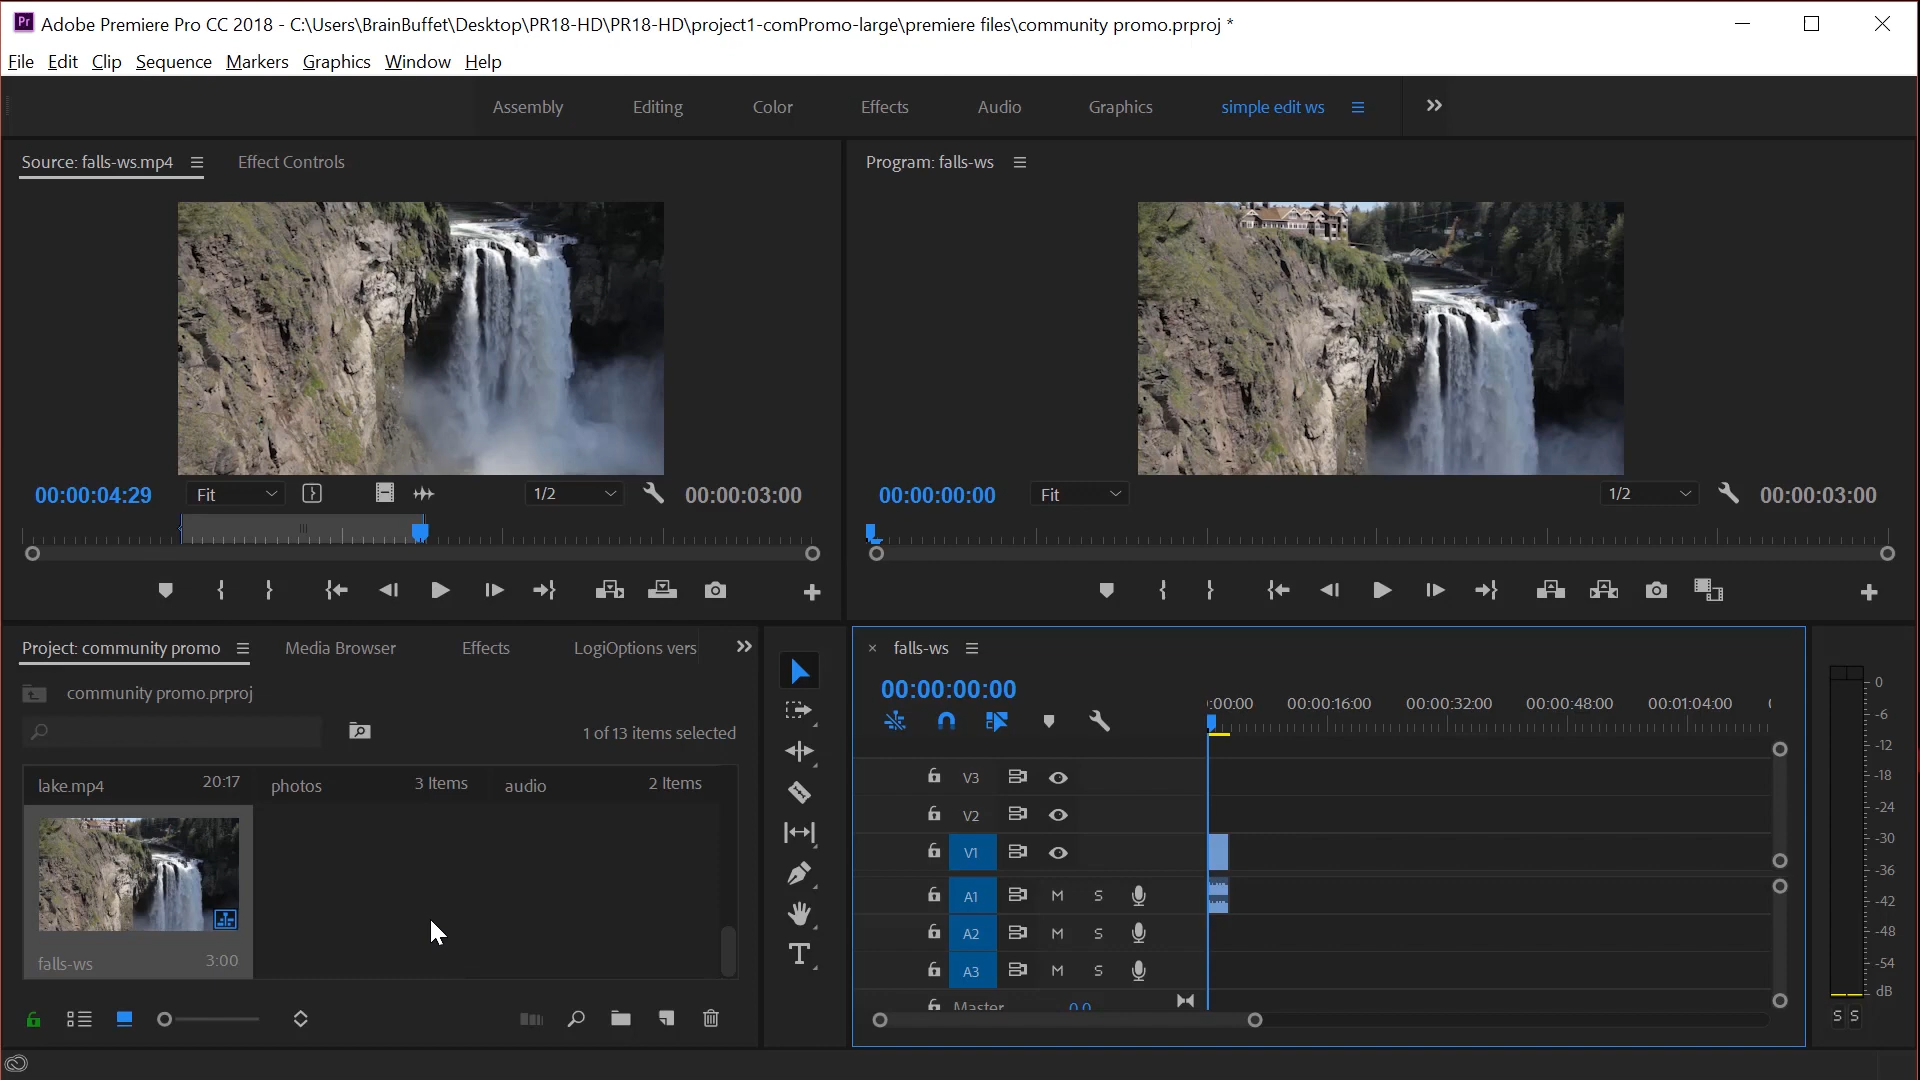 Pr Adobe Premiere Pro CC 2018 - C:\Users\BrainBuffet\Desktop\PR18-HD\PR18-HD\project1-comPromo-large\premiere files\community promo.prproj *
File Edit Clip Sequence Markers Graphics Window Help
Assembly Editing Color Effects Audio Graphics simple edit ws
Source: falls-ws.mp4 Effect Controls
Program: falls-ws
00:00:04:29 Fit 1/2 00:00:03:00
00:00:00:00 Fit 1/2 00:00:03:00
Project: community promo Media Browser Effects LogiOptions vers
community promo.prproj
1 of 13 items selected
lake.mp4 20:17 photos 3 Items audio 2 Items
falls-ws 3:00
T
falls-ws
00:00:00:00
:00:00 00:00:16:00 00:00:32:00 00:00:48:00 00:01:04:00
V3
V2
V1
A1 M S
A2 M S
A3 M S
Master 0.0
0
-6
-12
-18
-24
-30
-36
-42
-48
-54
dB
S S